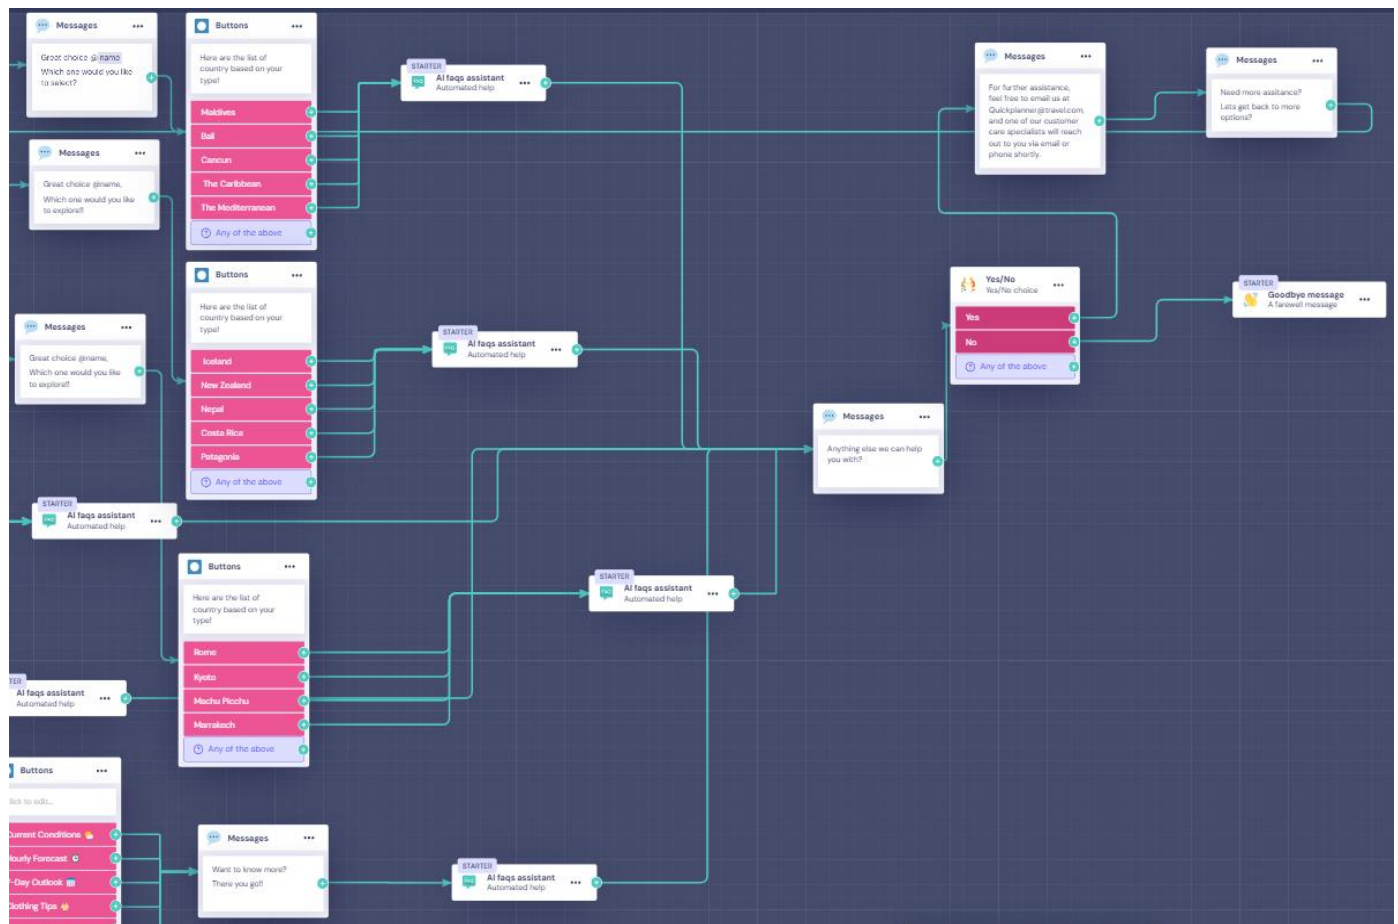 Messages
Great choice @name
Which one would you like
to select?
Buttons
Here are the list of
country based on your
type!
Maldives
Bali
Cancun
The Caribbean
The Mediterranean
Any of the above
STARTER
AI faqs assistant
Automated help
Messages
For further assistance,
feel free to email us at
Quickplanner@travel.com,
and one of our customer
care specialists will reach
out to you via email or
phone shortly.
Messages
Need more assitance?
Lets get back to more
options?
Messages
Great choice @name,
Which one would you like
to explore!!
Buttons
Here are the list of
country based on your
type!
Iceland
New Zealand
Nepal
Costa Rica
Patagonia
Any of the above
STARTER
AI faqs assistant
Automated help
Yes/No
Yes/No choice
Yes
No
Any of the above
STARTER
Goodbye message
A farewell message
Messages
Great choice @name,
Which one would you like
to explore!!
Messages
Anything else we can help
you with?
STARTER
AI faqs assistant
Automated help
Buttons
Here are the list of
country based on your
type!
Rome
Kyoto
Machu Picchu
Marrakech
Any of the above
STARTER
FAQ
AI faqs assistant
Automated help
TER
AI faqs assistant
Automated help
Buttons
lick to edit...
Current Conditions
Hourly Forecast
-Day Outlook
Clothing Tips
Messages
Want to know more?
There you go!!
STARTER
AI faqs assistant
Automated help